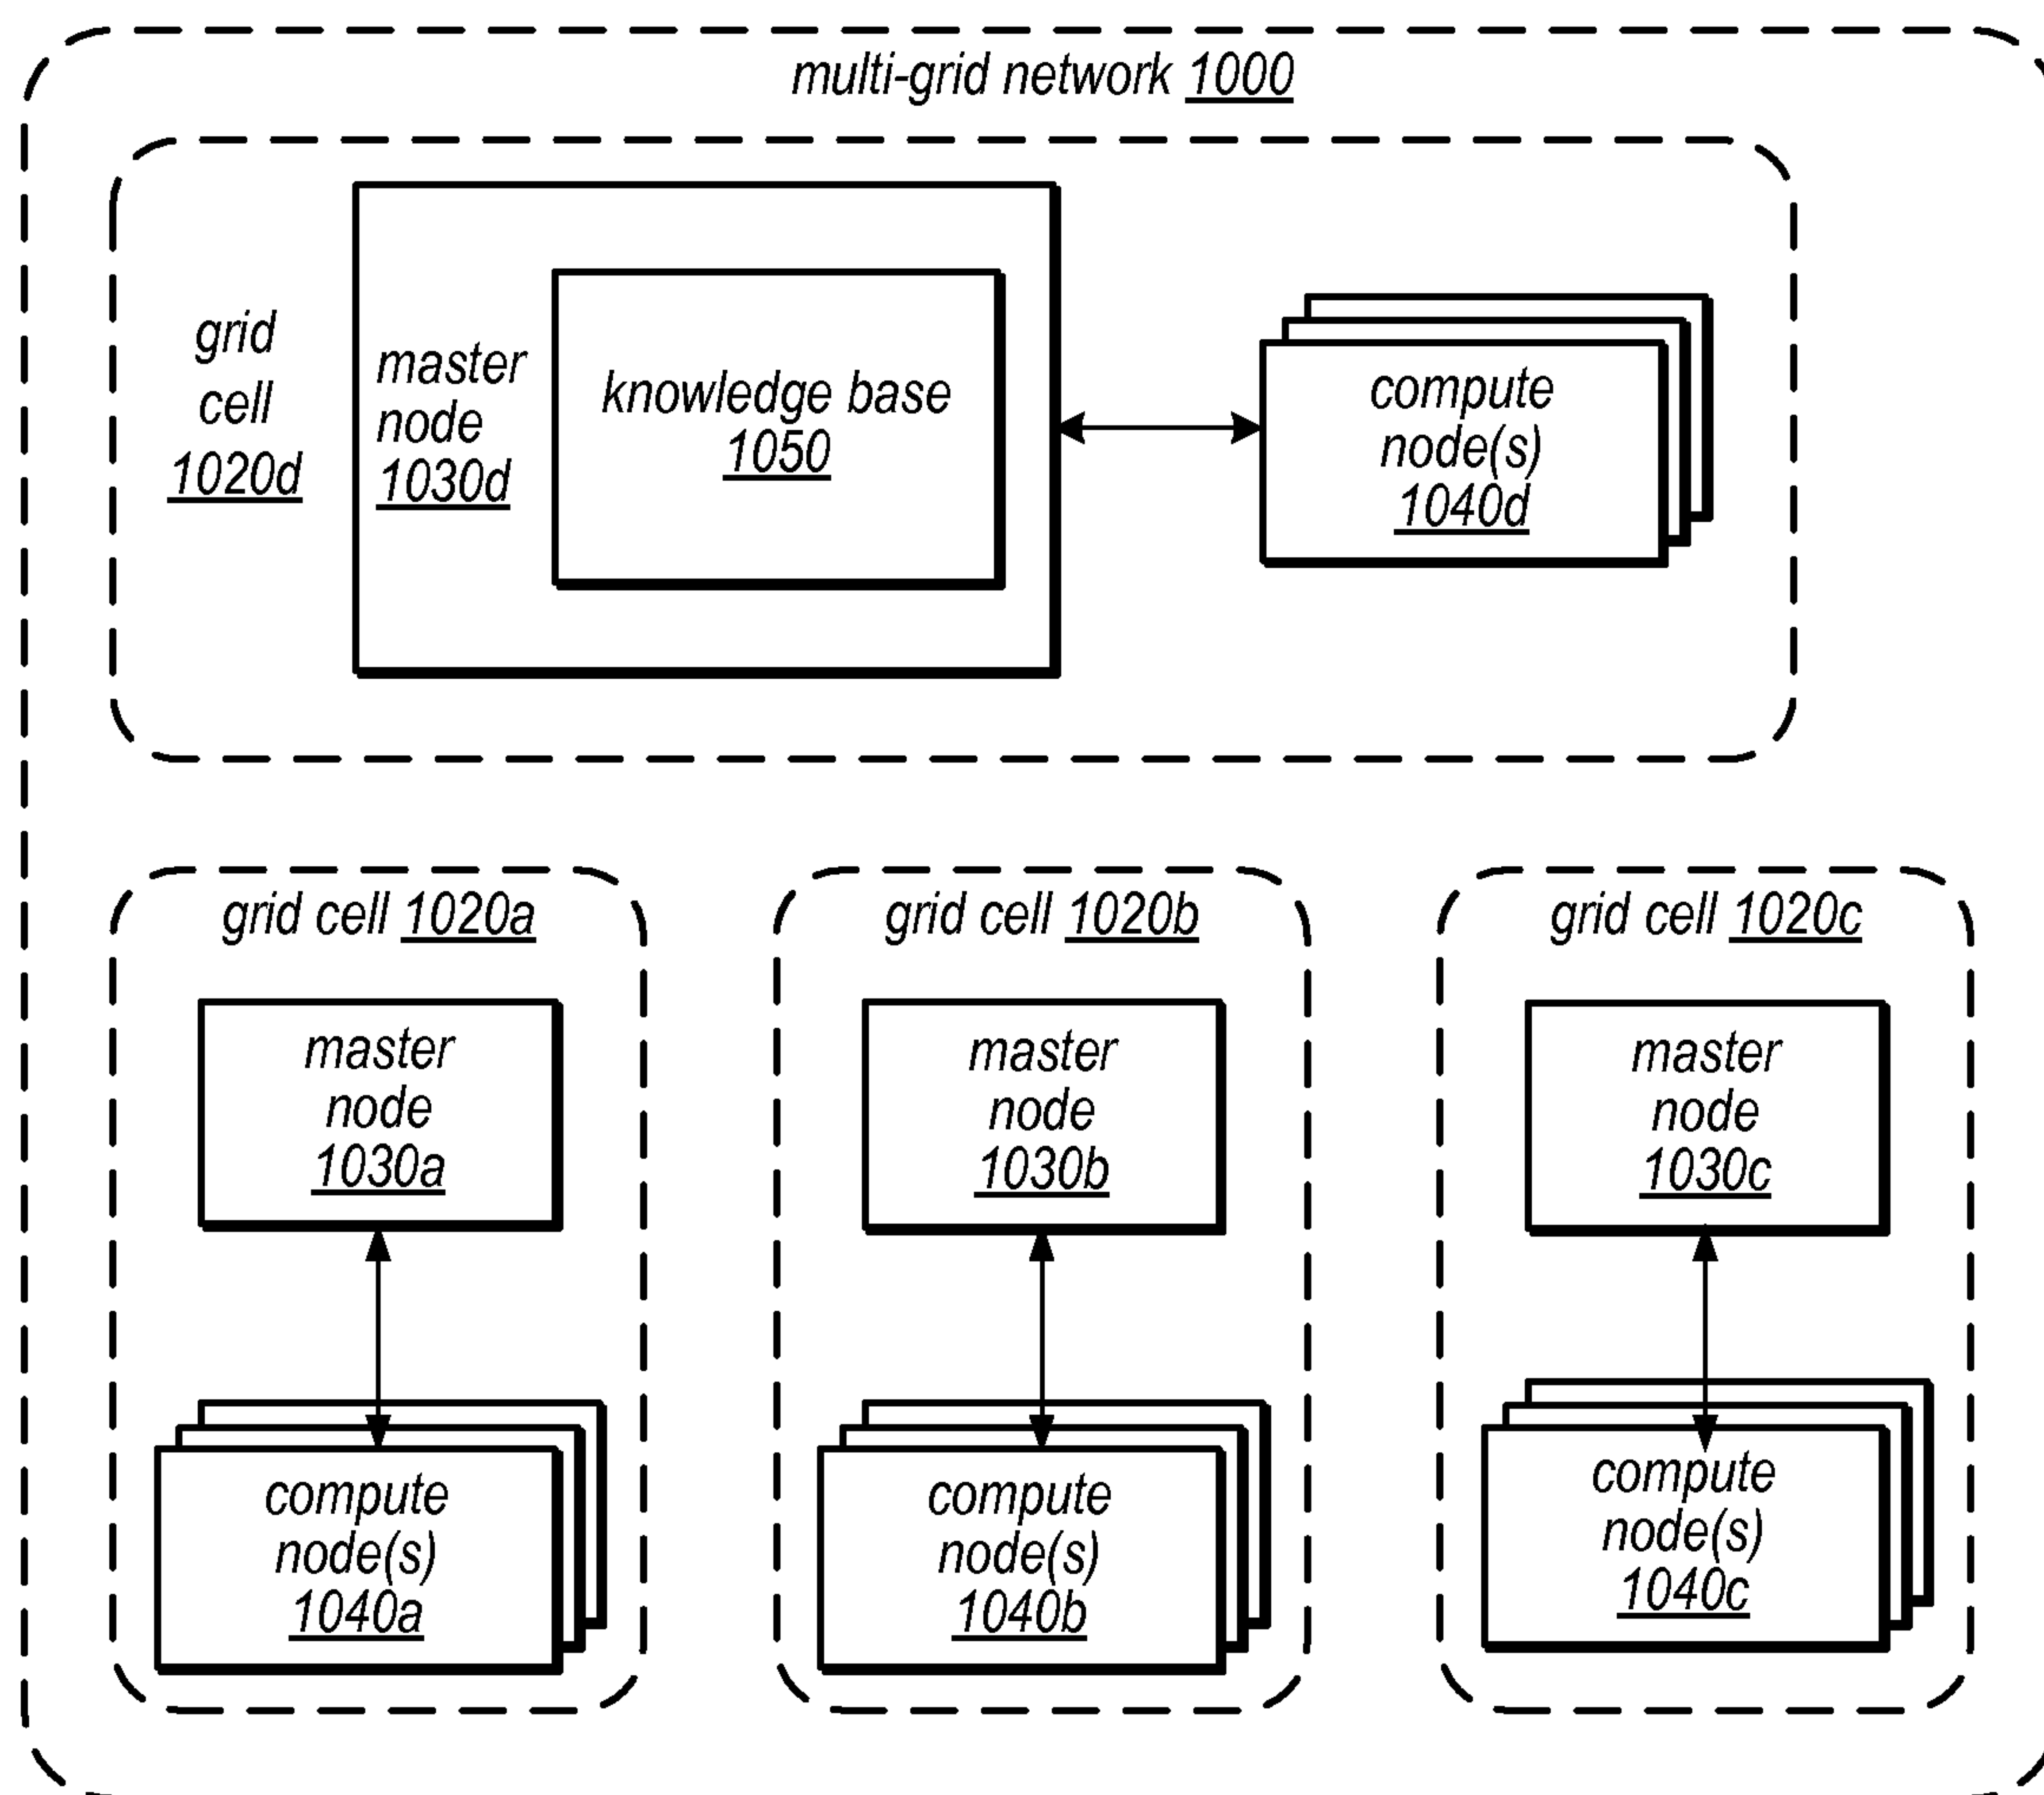 multi-grid network 1000
grid
cell
1020d
master
node
1030d
knowledge base
1050
compute
node(s)
1040d
grid cell 1020a
master
node
1030a
compute
node(s)
1040a
grid cell 1020b
master
node
1030b
compute
node(s)
1040b
grid cell 1020c
master
node
1030c
compute
node(s)
1040c